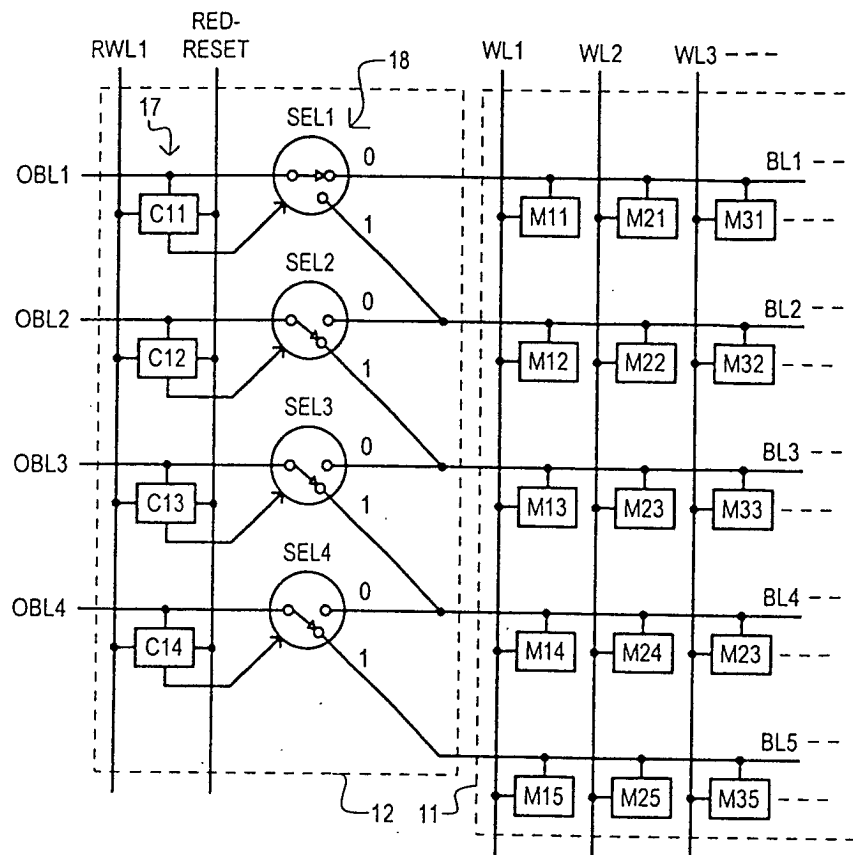 RED-
RWL1 RESET WL1 WL2 WL3
18
17 SEL1
OBL1 0 BL1
C11 M11 M21 M31
1
SEL2
OBL2 0 BL2
C12 M12 M22 M32
1
SEL3
OBL3 0 BL3
C13 M13 M23 M33
1
SEL4
OBL4 0 BL4
C14 M14 M24 M23
1
BL5
12 11 M15 M25 M35